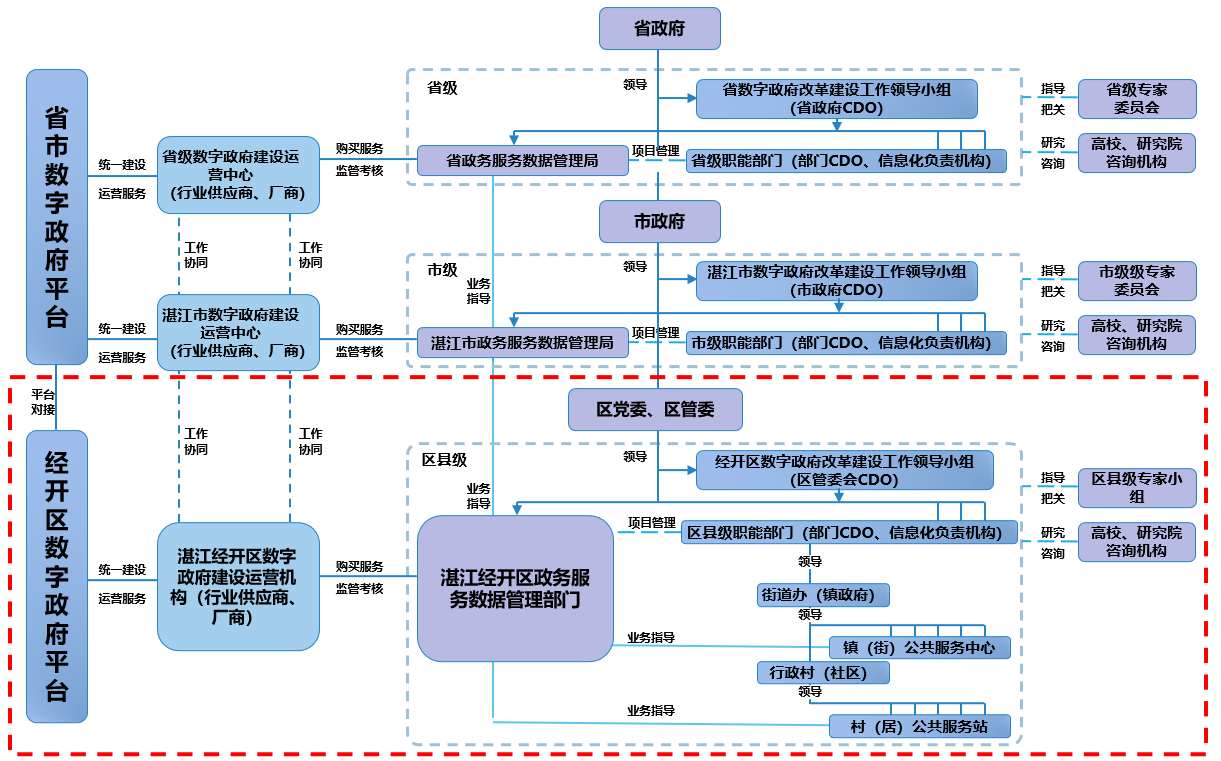 省政府
省级
领导
省数字政府改革建设工作领导小组
(省政府CDO)
指导
把关
省级专家
委员会
省市数字政府平台
统一建设
运营服务
省级数字政府建设运
营中心
(行业供应商、厂商)
购买服务
监管考核
省政务服务数据管理局
项目管理
省级职能部门（部门CDO、信息化负责机构）
研究
咨询
高校、研究院
咨询机构
市政府
工作
协同
工作
协同
业务
指导
市级
领导
湛江市数字政府改革建设工作领导小组
(市政府CDO)
指导
把关
市级级专家
委员会
统一建设
运营服务
湛江市数字政府建设
运营中心
(行业供应商、厂商)
购买服务
监管考核
湛江市政务服务数据管理局
项目管理
市级职能部门（部门CDO、信息化负责机构）
研究
咨询
高校、研究院
咨询机构
平台
对接
区党委、区管委
工作
协同
工作
协同
业务
指导
区县级
领导
经开区数字政府改革建设工作领导小组
(区管委会CDO)
指导
把关
区县级专家小
组
经开区数字政府平台
统一建设
运营服务
湛江经开区数字
政府建设运营机
构（行业供应商、
厂商）
购买服务
监管考核
湛江经开区政务服
务数据管理部门
项目管理
区县级职能部门（部门CDO、信息化负责机构）
研究
咨询
高校、研究院
咨询机构
领导
街道办（镇政府）
领导
业务指导
镇（街）公共服务中心
行政村（社区）
领导
业务指导
村（居）公共服务站